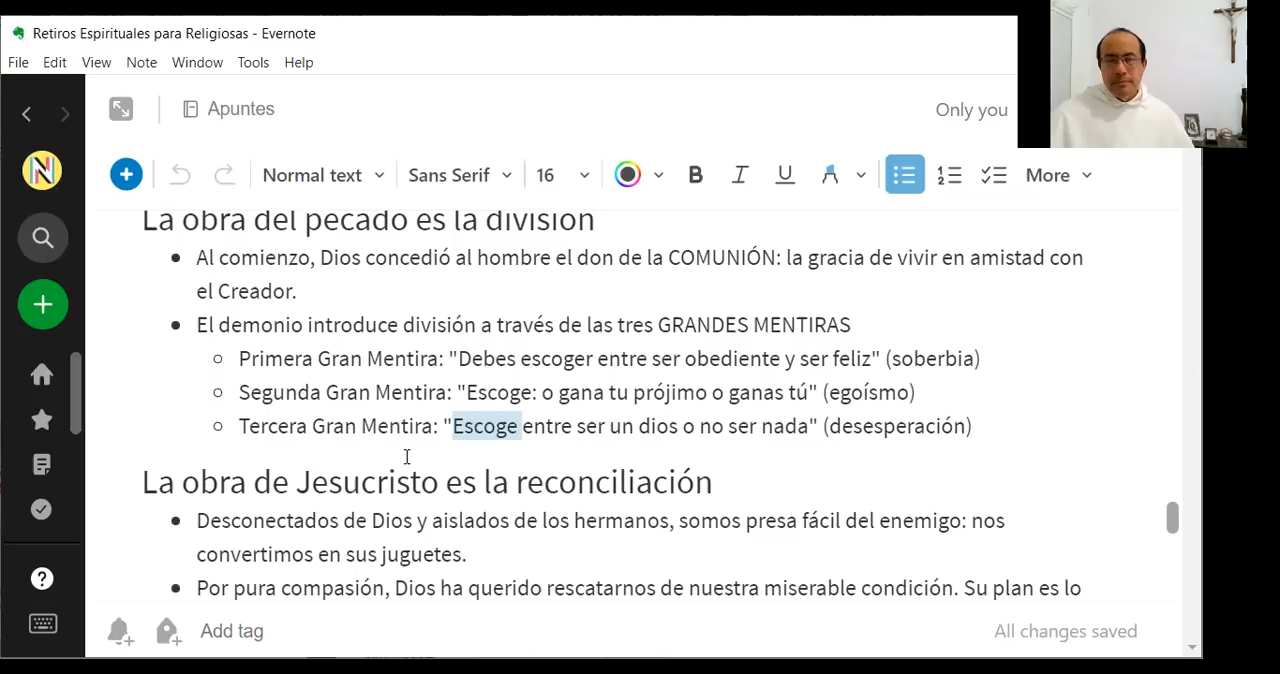 Retiros Espirituales para Religiosas - Evernote
File Edit View Note Window Tools Help
Apuntes
Only you
Normal text Sans Serif 16 B I U More
La obra del pecado es la división
Al comienzo, Dios concedió al hombre el don de la COMUNIÓN: la gracia de vivir en amistad con
el Creador.
El demonio introduce división a través de las tres GRANDES MENTIRAS
Primera Gran Mentira: "Debes escoger entre ser obediente y ser feliz" (soberbia)
Segunda Gran Mentira: "Escoge: o gana tu prójimo o ganas tú" (egoísmo)
Tercera Gran Mentira: "Escoge entre ser un dios o no ser nada" (desesperación)
La obra de Jesucristo es la reconciliación
Desconectados de Dios y aislados de los hermanos, somos presa fácil del enemigo: nos
convertimos en sus juguetes.
Por pura compasión, Dios ha querido rescatarnos de nuestra miserable condición. Su plan es lo
Add tag
All changes saved